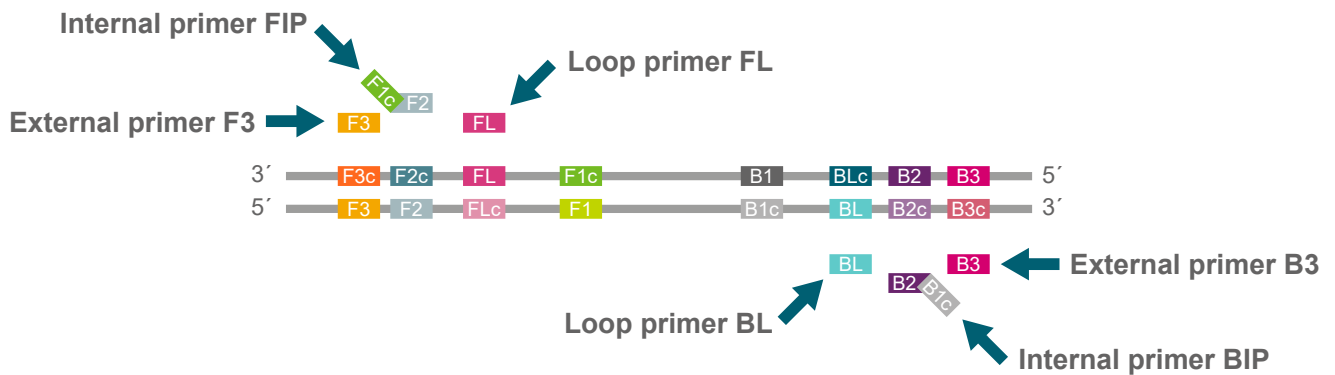 Internal primer FIP
Loop primer FL
F1c F2
External primer F3
F3 FL
3´ F3c F2c FL F1c B1 BLc B2 B3 5´
5´ F3 F2 FLc F1 B1c BL B2c B3c 3´
BL B3 External primer B3
B2 B1c
Loop primer BL
Internal primer BIP